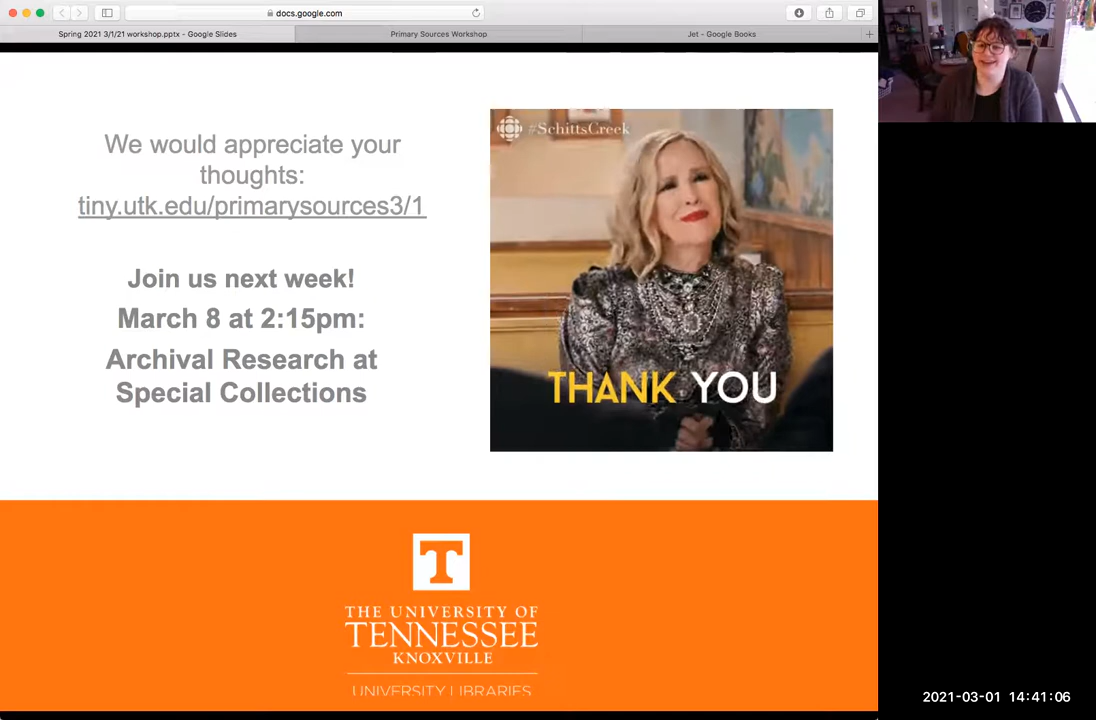 docs.google.com
Spring 2021 3/1/21 workshop.pptx - Google Slides
Primary Sources Workshop
Jet - Google Books
We would appreciate your
thoughts:
tiny.utk.edu/primarysources3/1
Join us next week!
March 8 at 2:15pm:
Archival Research at
Special Collections
#SchittsCreek
THANK YOU
T
THE UNIVERSITY OF
TENNESSEE
KNOXVILLE
UNIVERSITY LIBRARIES
2021-03-01 14:41:06